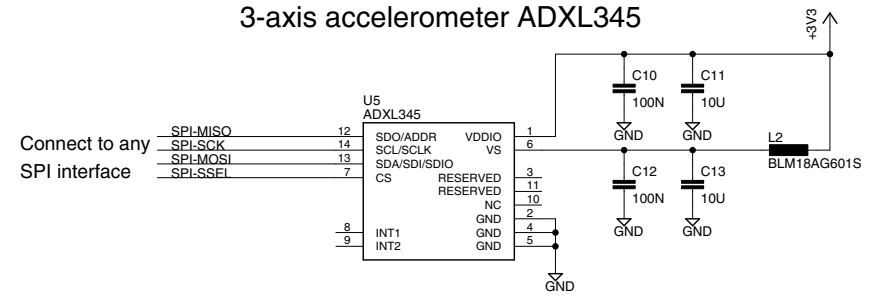 3-axis accelerometer ADXL345
+3V3
C10
C11
100N
10U
GND
GND
U5
ADXL345
Connect to any
SPI interface
SPI-MISO
SPI-SCK
SPI-MOSI
SPI-SSEL
12
14
13
7
8
9
SDO/ADDR
SCL/SCLK
SDA/SDI/SDIO
CS
INT1
INT2
VDDIO
VS
RESERVED
RESERVED
NC
GND
GND
GND
1
6
3
11
10
2
4
5
GND
L2
BLM18AG601S
C12
C13
100N
10U
GND
GND